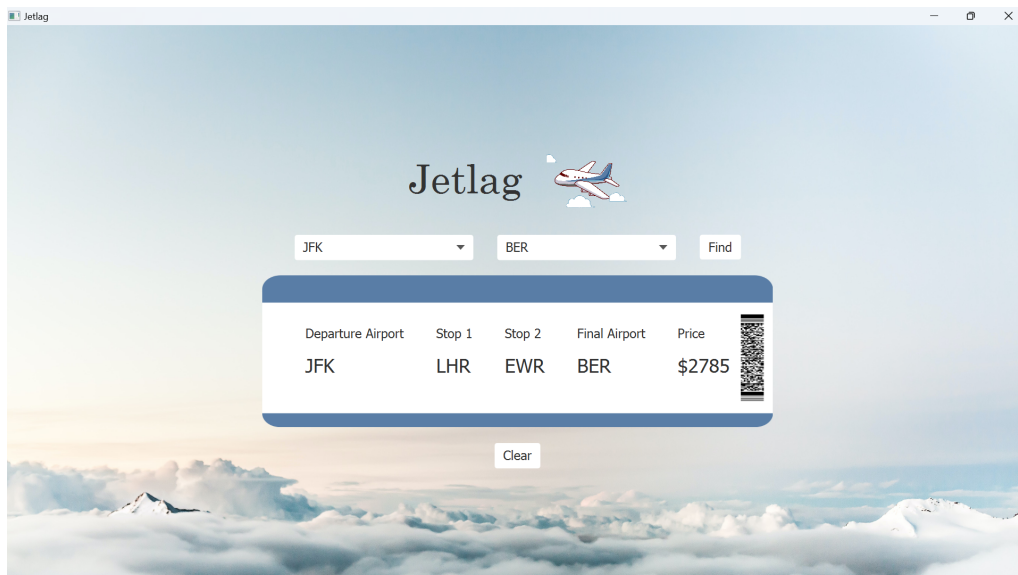 Jetlag
Jetlag
JFK BER Find
Departure Airport Stop 1 Stop 2 Final Airport Price
JFK LHR EWR BER $2785
Clear